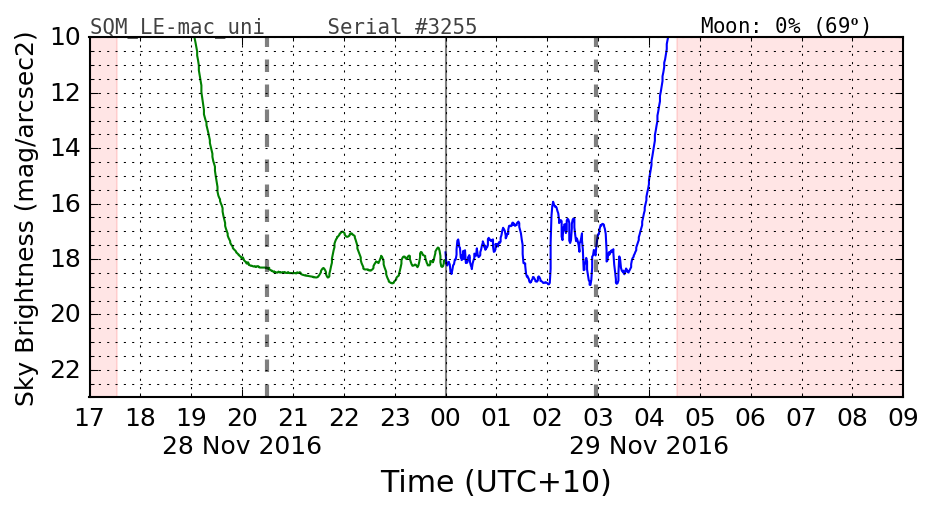 SQM_LE-mac_uni Serial #3255 Moon: 0% (69°)
Sky Brightness (mag/arcsec2)
10
12
14
16
18
20
22
17 18 19 20 21 22 23 00 01 02 03 04 05 06 07 08 09
28 Nov 2016 29 Nov 2016
Time (UTC+10)